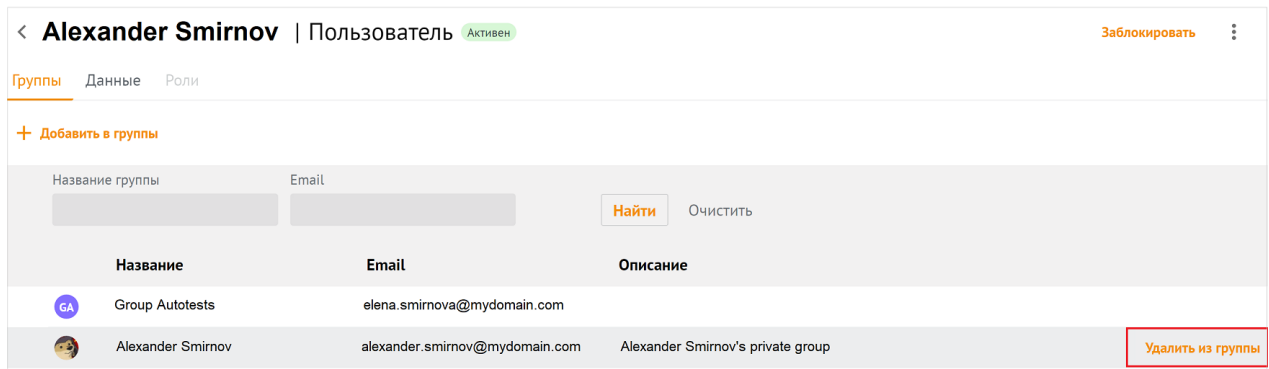 Alexander Smirnov | Пользователь Активен Заблокировать
Группы Данные Роли
+ Добавить в группы
Название группы Email
Найти Очистить
Название Email Описание
GA Group Autotests elena.smirnova@mydomain.com
Alexander Smirnov alexander.smirnov@mydomain.com Alexander Smirnov's private group Удалить из группы